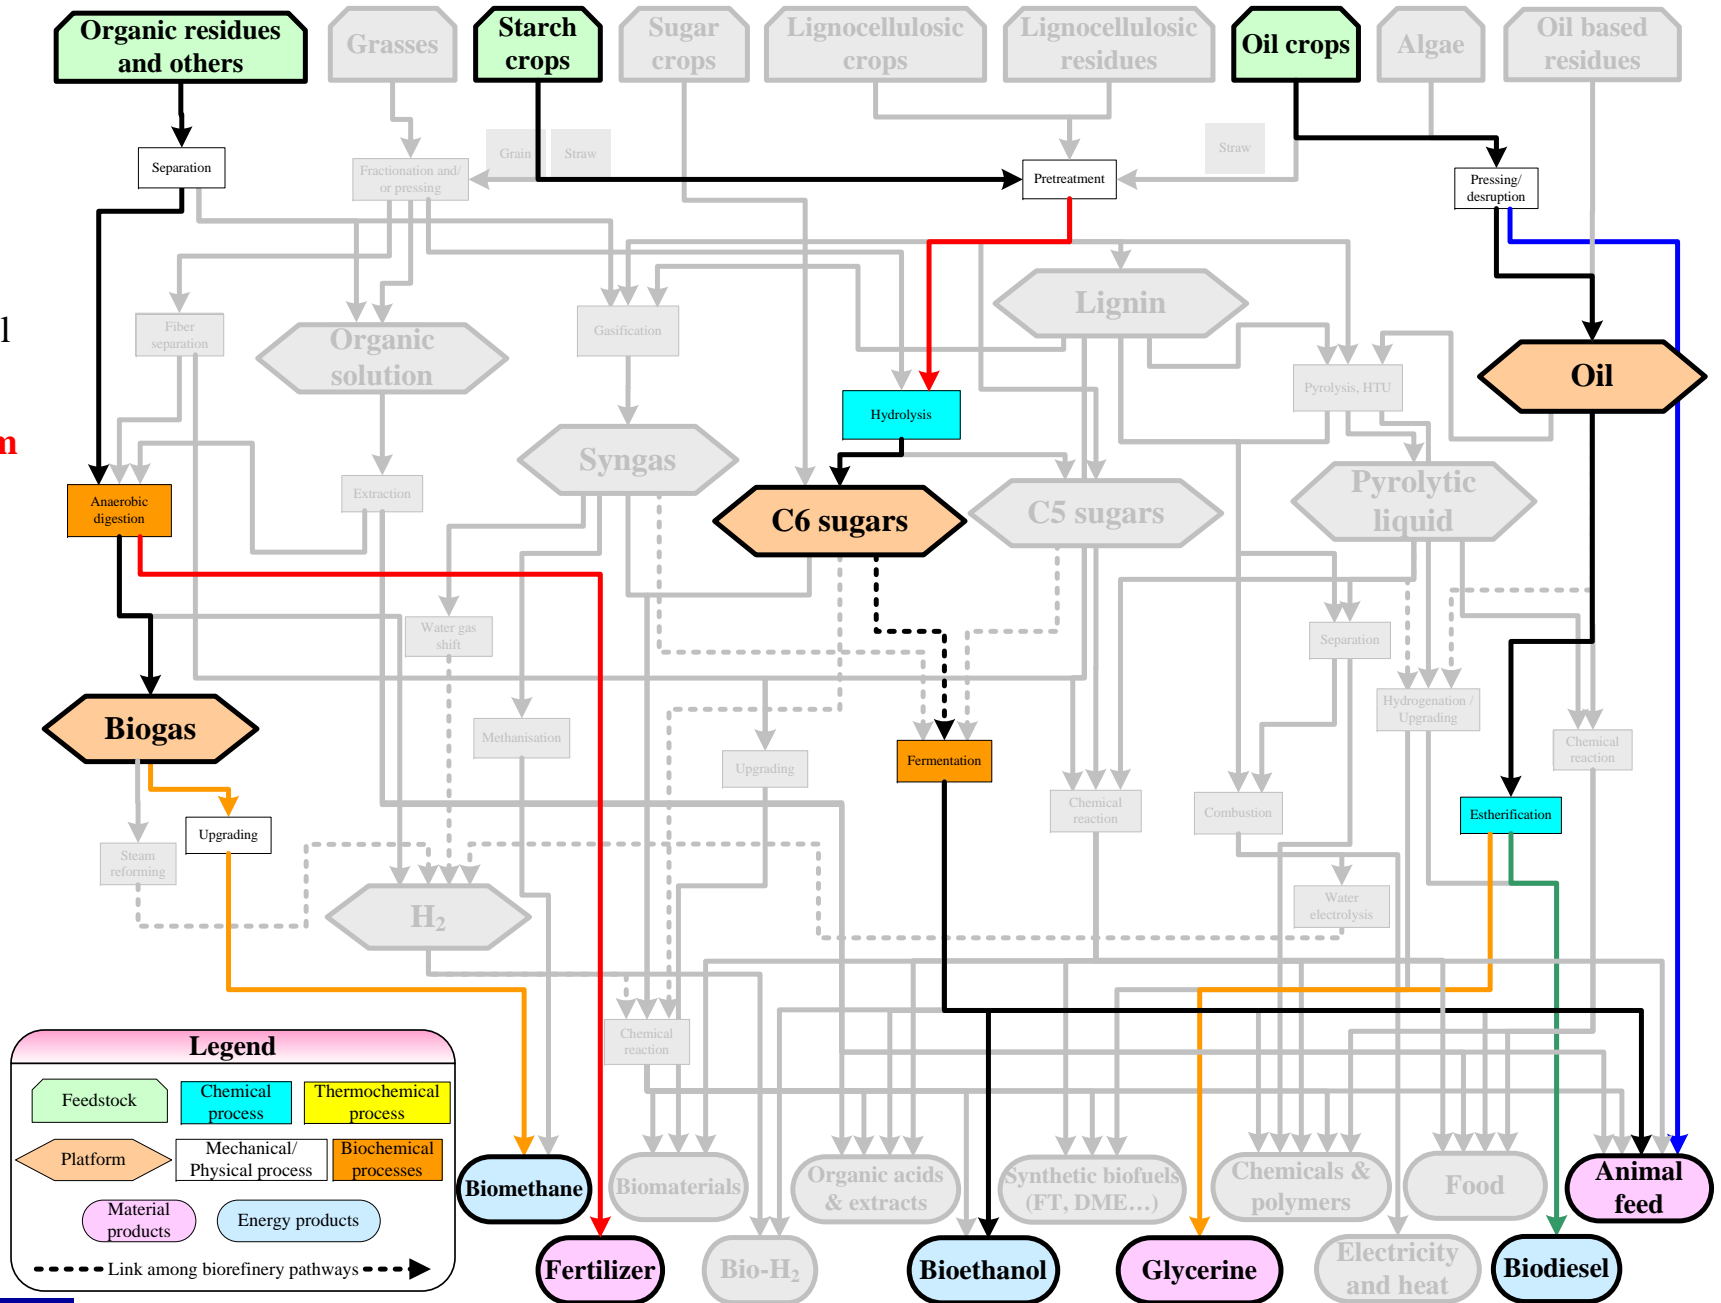 Organic residues
and others
Grasses
Starch
crops
Sugar
crops
Lignocellulosic
crops
Lignocellulosic
residues
Oil crops
Algae
Oil based
residues
Separation
Fractionation and/
or pressing
Grain
Straw
Pretreatment
Straw
Pressing/
desruption
Fiber
separation
Organic
solution
Gasification
Lignin
l
Pyrolysis, HTU
Oil
Hydrolysis
m
Syngas
Anaerobic
digestion
Extraction
C6 sugars
C5 sugars
Pyrolytic
liquid
Water gas
shift
Separation
Biogas
Methanisation
Upgrading
Fermentation
Hydrogenation /
Upgrading
Chemical
reaction
Upgrading
Steam
reforming
Chemical
reaction
Combustion
Estherification
H2
Water
electrolysis
Chemical
reaction
Legend
Feedstock
Chemical
process
Thermochemical
process
Platform
Mechanical/
Physical process
Biochemical
processes
Material
products
Energy products
Link among biorefinery pathways
Biomethane
Biomaterials
Organic acids
& extracts
Synthetic biofuels
(FT, DME…)
Chemicals &
polymers
Food
Animal
feed
Fertilizer
Bio-H2
Bioethanol
Glycerine
Electricity
and heat
Biodiesel